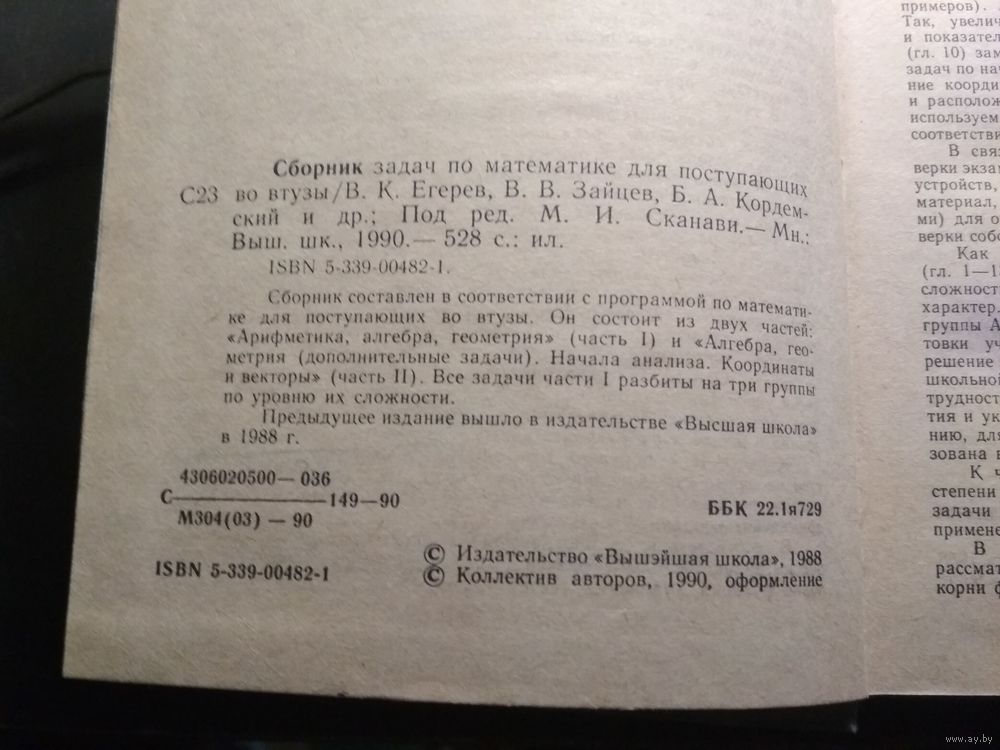 Сборник задач по математике для поступающих
С23 во втузы/В. К. Егерев, В. В. Зайцев, Б. А. Кордем-
ский и др.; Под ред. М. И. Сканави.— Мн.:
Выш. шк., 1990.— 528 с.: ил.
ISBN 5-339-00482-1.
Сборник составлен в соответствии с программой по математи-
ке для поступающих во втузы. Он состоит из двух частей:
«Арифметика, алгебра, геометрия» (часть I) и «Алгебра, гео-
метрия (дополнительные задачи). Начала анализа. Координаты
и векторы» (часть II). Все задачи части I разбиты на три группы
по уровню их сложности.
Предыдущее издание вышло в издательстве «Высшая школа»
в 1988 г.
4306020500— 036
С 149—90
М304(03) — 90
ББК 22.1я729
ISBN 5-339-00482-1
© Издательство «Вышэйшая школа», 1988
© Коллектив авторов, 1990, оформление
примеров).
Так, увелич
и показател
(гл. 10) зам
задач по на
ние коорди
и располож
используем
соответстви
В связ
верки экза
устройств,
материал,
ми) для о
верки собс
Как
(гл. 1—1
сложност
характер.
группы А
товки уч
решение
школьной
трудност
тия и ук
нию, для
зована в
К ч
степени
задачи
примене
В
рассмат
корни ф
www.ay.by